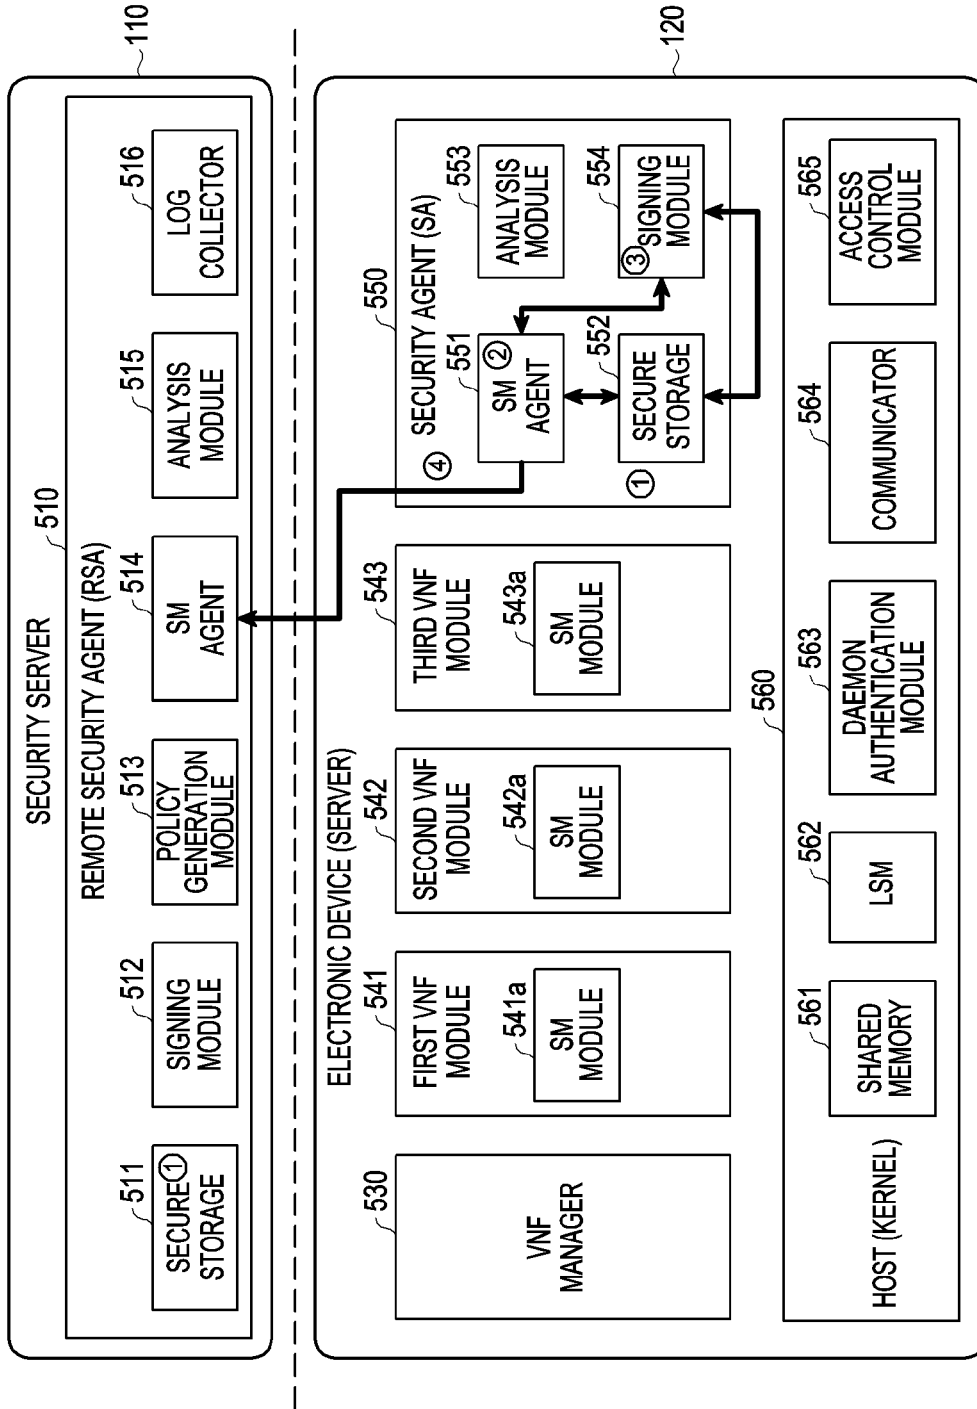 SECURITY SERVER
110
510
REMOTE SECURITY AGENT (RSA)
511
SECURE ①
STORAGE
512
SIGNING
MODULE
513
POLICY
GENERATION
MODULE
514
SM
AGENT
515
ANALYSIS
MODULE
516
LOG
COLLECTOR
ELECTRONIC DEVICE (SERVER)
120
530
VNF
MANAGER
541
FIRST VNF
MODULE
541a
SM
MODULE
542
SECOND VNF
MODULE
542a
SM
MODULE
543
THIRD VNF
MODULE
543a
SM
MODULE
550
SECURITY AGENT (SA)
④
551
SM ②
AGENT
553
ANALYSIS
MODULE
①
552
SECURE
STORAGE
554
③
SIGNING
MODULE
560
HOST (KERNEL)
561
SHARED
MEMORY
562
LSM
563
DAEMON
AUTHENTICATION
MODULE
564
COMMUNICATOR
565
ACCESS
CONTROL
MODULE